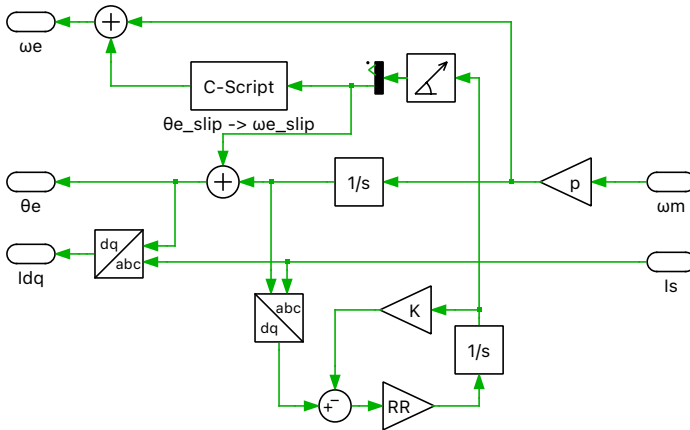 ωe
+
C-Script
θe_slip -> ωe_slip
θe
+
1/s
p
ωm
dq
abc
Idq
Is
abc
dq
K
1/s
+
−
RR